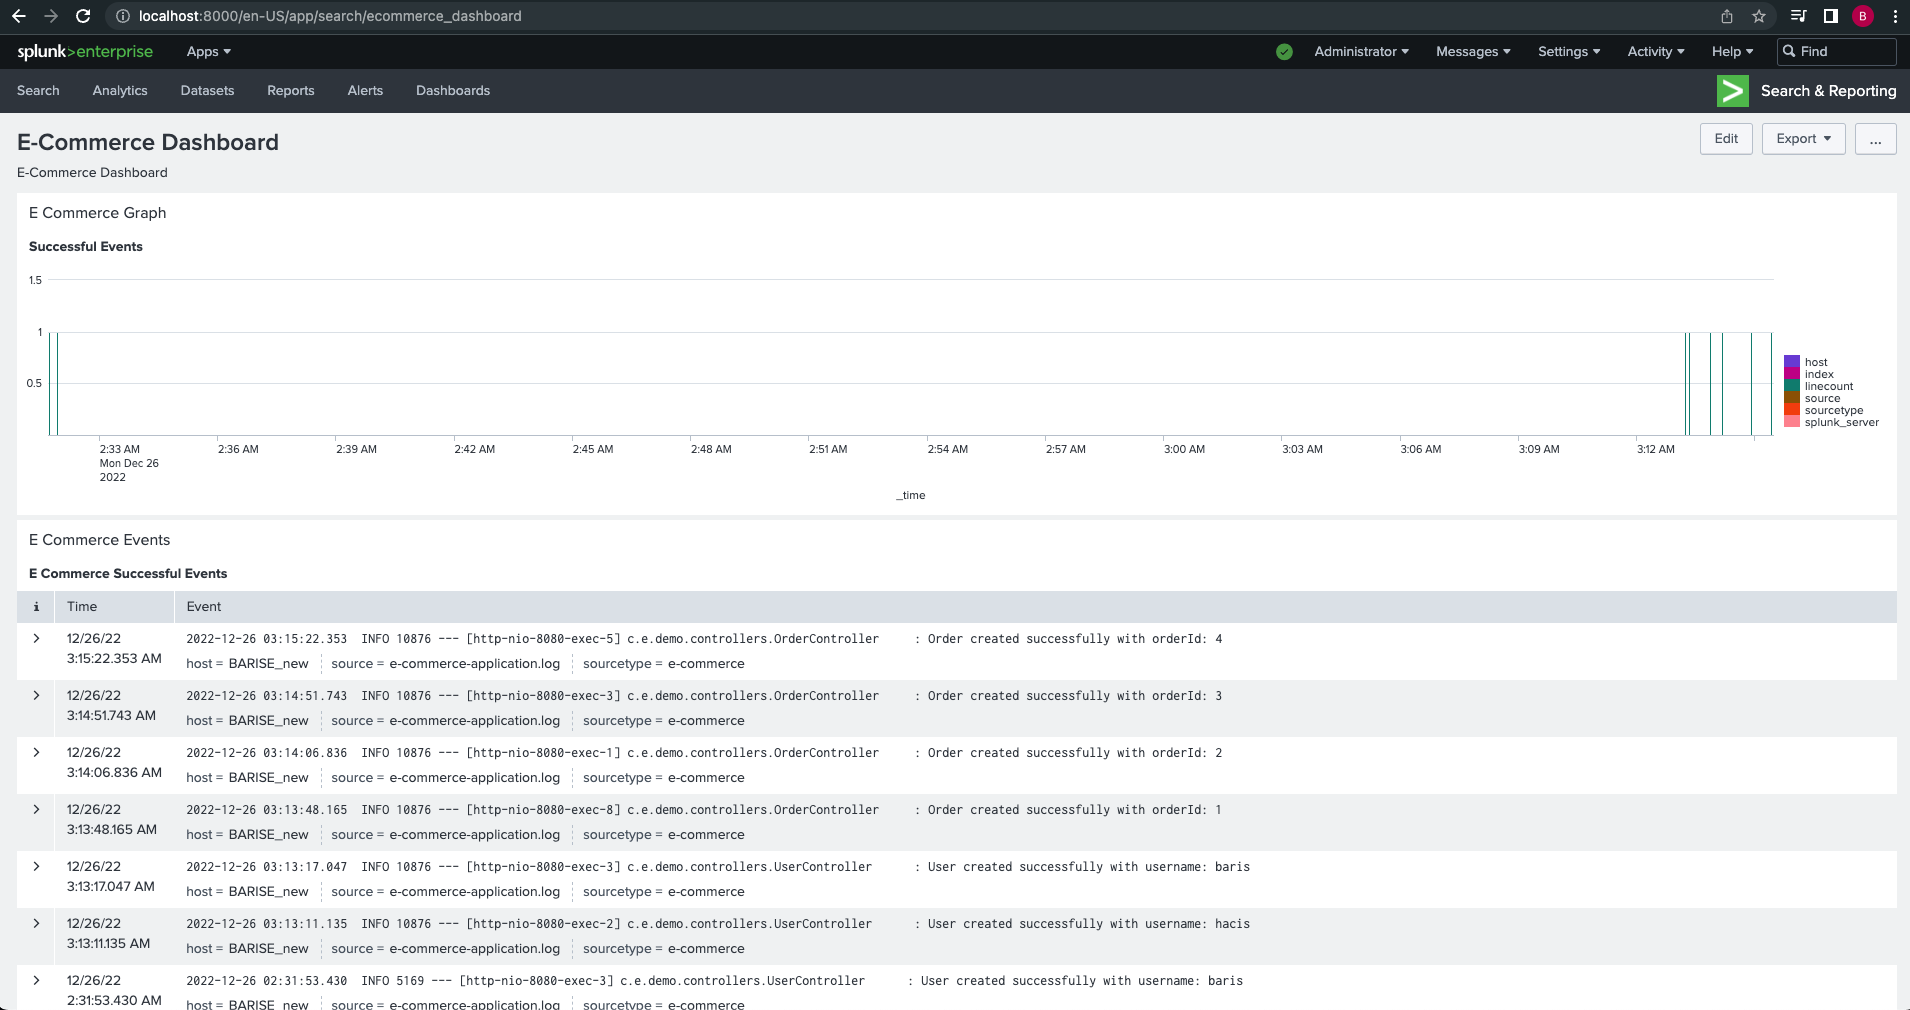 localhost:8000/en-US/app/search/ecommerce_dashboard
B
splunk>enterprise Apps Administrator Messages Settings Activity Help Find
Search Analytics Datasets Reports Alerts Dashboards Search & Reporting
E-Commerce Dashboard Edit Export ...
E-Commerce Dashboard
E Commerce Graph
Successful Events
1.5
1
0.5
host
index
linecount
source
sourcetype
splunk_server
2:33 AM 2:36 AM 2:39 AM 2:42 AM 2:45 AM 2:48 AM 2:51 AM 2:54 AM 2:57 AM 3:00 AM 3:03 AM 3:06 AM 3:09 AM 3:12 AM
Mon Dec 26
2022
_time
E Commerce Events
E Commerce Successful Events
i Time Event
12/26/22 2022-12-26 03:15:22.353 INFO 10876 --- [http-nio-8080-exec-5] c.e.demo.controllers.OrderController : Order created successfully with orderId: 4
3:15:22.353 AM host = BARISE_new source = e-commerce-application.log sourcetype = e-commerce
12/26/22 2022-12-26 03:14:51.743 INFO 10876 --- [http-nio-8080-exec-3] c.e.demo.controllers.OrderController : Order created successfully with orderId: 3
3:14:51.743 AM host = BARISE_new source = e-commerce-application.log sourcetype = e-commerce
12/26/22 2022-12-26 03:14:06.836 INFO 10876 --- [http-nio-8080-exec-1] c.e.demo.controllers.OrderController : Order created successfully with orderId: 2
3:14:06.836 AM host = BARISE_new source = e-commerce-application.log sourcetype = e-commerce
12/26/22 2022-12-26 03:13:48.165 INFO 10876 --- [http-nio-8080-exec-8] c.e.demo.controllers.OrderController : Order created successfully with orderId: 1
3:13:48.165 AM host = BARISE_new source = e-commerce-application.log sourcetype = e-commerce
12/26/22 2022-12-26 03:13:17.047 INFO 10876 --- [http-nio-8080-exec-3] c.e.demo.controllers.UserController : User created successfully with username: baris
3:13:17.047 AM host = BARISE_new source = e-commerce-application.log sourcetype = e-commerce
12/26/22 2022-12-26 03:13:11.135 INFO 10876 --- [http-nio-8080-exec-2] c.e.demo.controllers.UserController : User created successfully with username: hacis
3:13:11.135 AM host = BARISE_new source = e-commerce-application.log sourcetype = e-commerce
12/26/22 2022-12-26 02:31:53.430 INFO 5169 --- [http-nio-8080-exec-3] c.e.demo.controllers.UserController : User created successfully with username: baris
2:31:53.430 AM host = BARISE_new source = e-commerce-application.log sourcetype = e-commerce